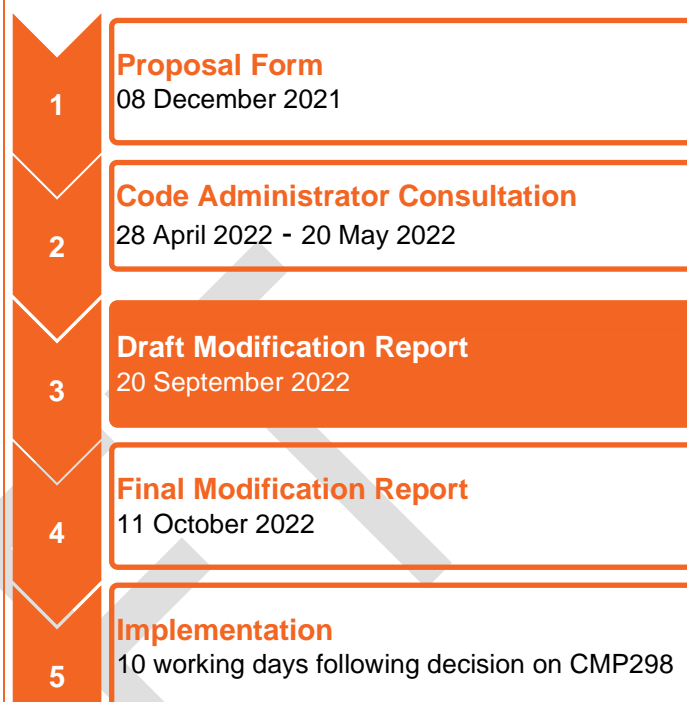 1
Proposal Form
08 December 2021
2
Code Administrator Consultation
28 April 2022 - 20 May 2022
3
Draft Modification Report
20 September 2022
4
Final Modification Report
11 October 2022
5
Implementation
10 working days following decision on CMP298